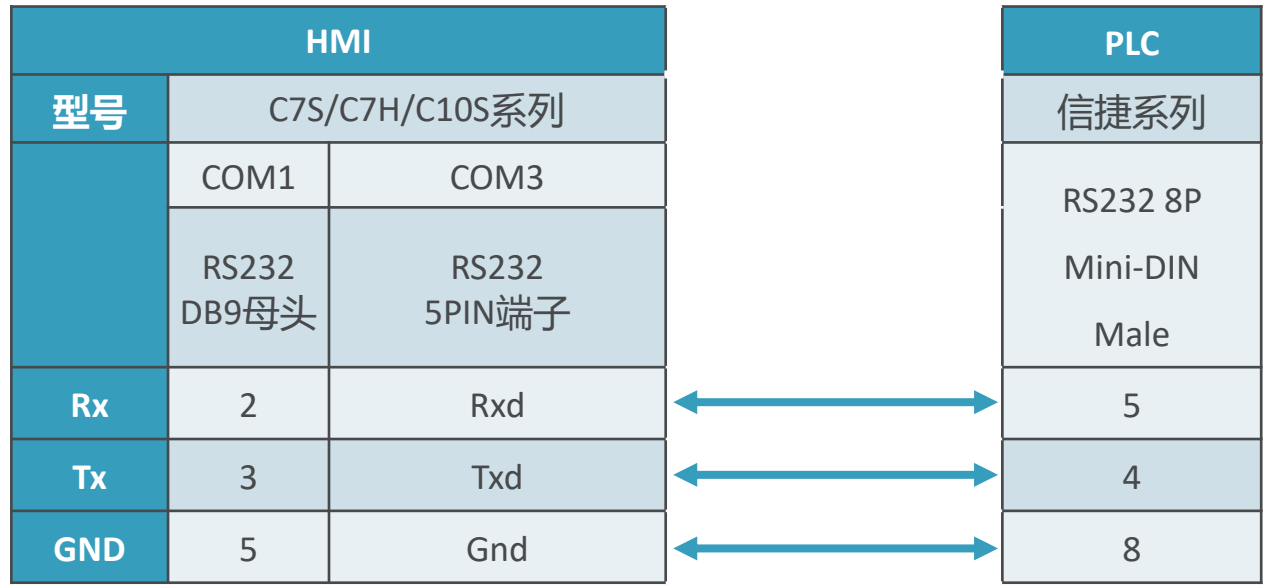 HMI
PLC
型号
C7S/C7H/C10S系列
信捷系列
COM1
COM3
RS232 8P
Mini-DIN
Male
RS232
DB9母头
RS232
5PIN端子
Rx
2
Rxd
5
Tx
3
Txd
4
GND
5
Gnd
8